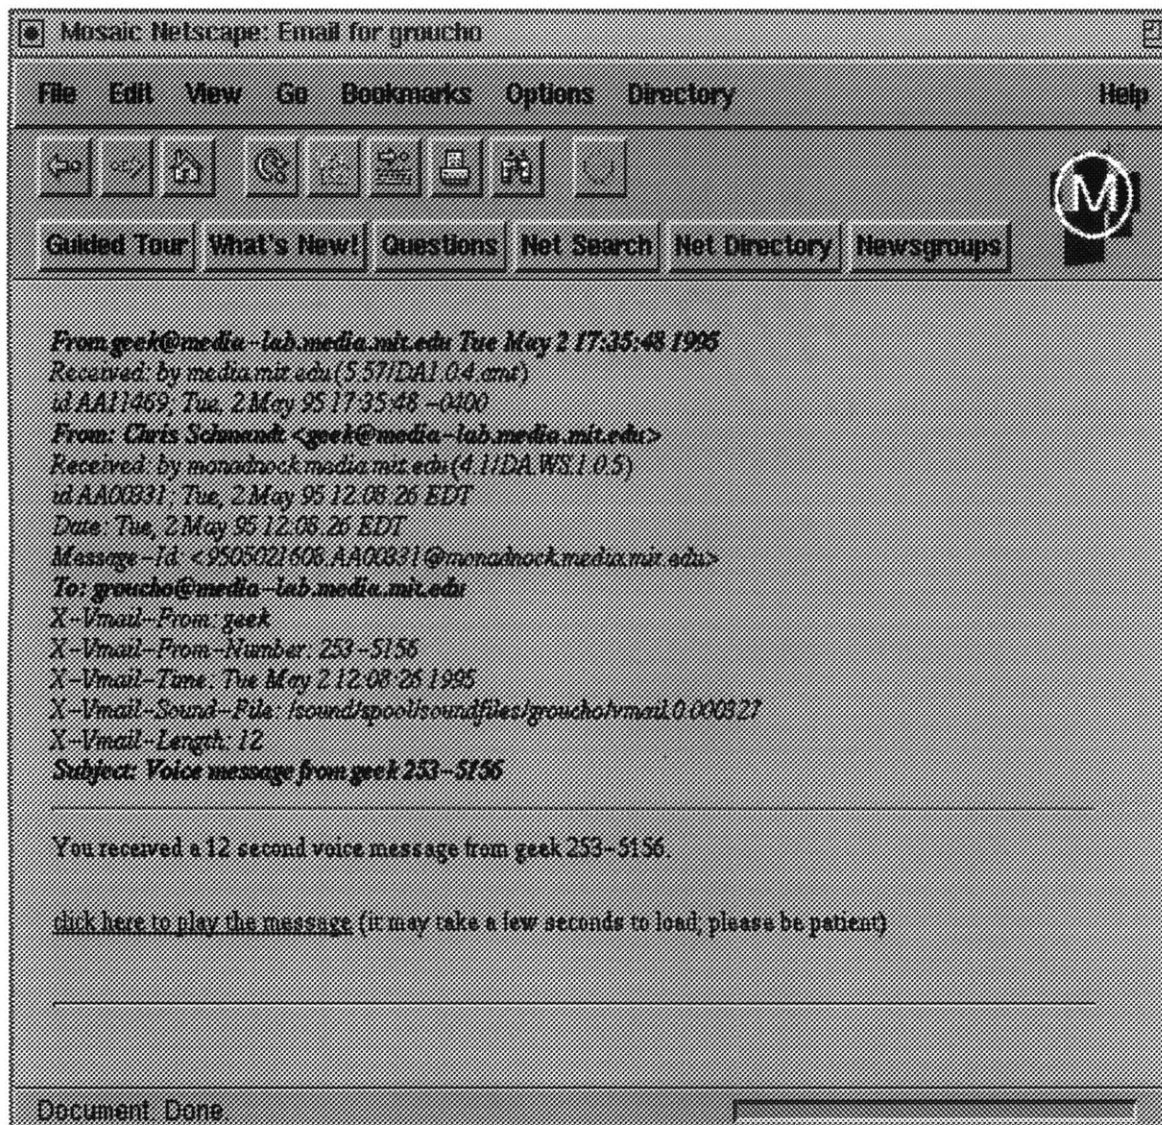 Mosaic Netscape: Email for groucho
File Edit View Go Bookmarks Options Directory Help
M
Guided Tour What's New! Questions Net Search Net Directory Newsgroups
From geek@media-lab.media.mit.edu Tue May 2 17:35:48 1995
Received: by media.mit.edu (5.57/DA1.0.4.amt)
id AA11469; Tue, 2 May 95 17:35:48 -0400
From: Chris Schmandt <geek@media-lab.media.mit.edu>
Received: by monadnock.media.mit.edu (4.1/DA.WS.1.0.5)
id AA00331; Tue, 2 May 95 12:08:26 EDT
Date: Tue, 2 May 95 12:08:26 EDT
Message-Id: <9505021608.AA00331@monadnock.media.mit.edu>
To: groucho@media-lab.media.mit.edu
X-Vmail-From: geek
X-Vmail-From-Number: 253-5156
X-Vmail-Time: Tue May 2 12:08:26 1995
X-Vmail-Sound-File: /sound/spool/soundfiles/groucho/vmail.0.000327
X-Vmail-Length: 12
Subject: Voice message from geek 253-5156
You received a 12 second voice message from geek 253-5156.
click here to play the message (it may take a few seconds to load, please be patient)
Document: Done.